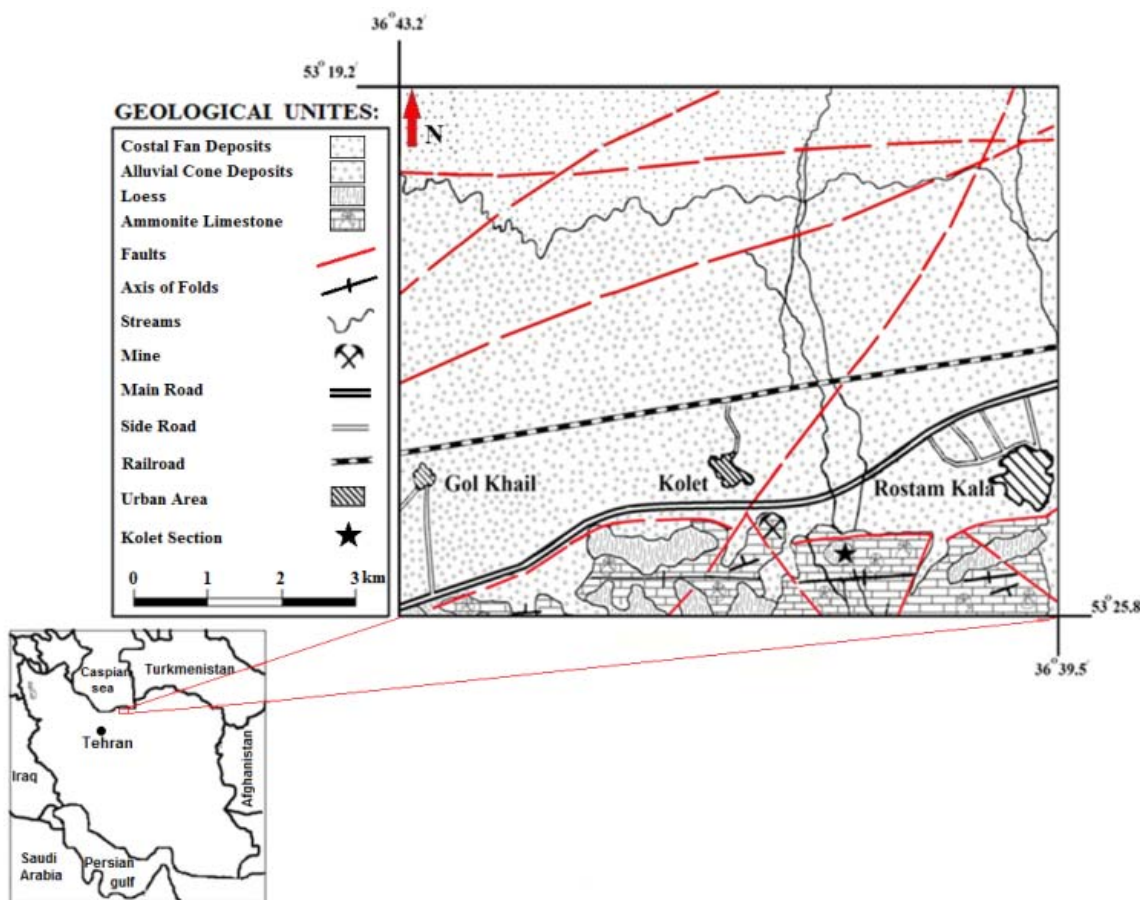 36° 43.2'
53° 19.2'
GEOLOGICAL UNITES:
N
Costal Fan Deposits
Alluvial Cone Deposits
Loess
Ammonite Limestone
Faults
Axis of Folds
Streams
Mine
Main Road
Side Road
Railroad
Urban Area
Kolet Section
0 1 2 3 km
Gol Khail
Kolet
Rostam Kala
53° 25.8
36° 39.5'
Caspian
sea
Turkmenistan
Tehran
Iraq
Afghanistan
Saudi
Arabia
Persian
gulf